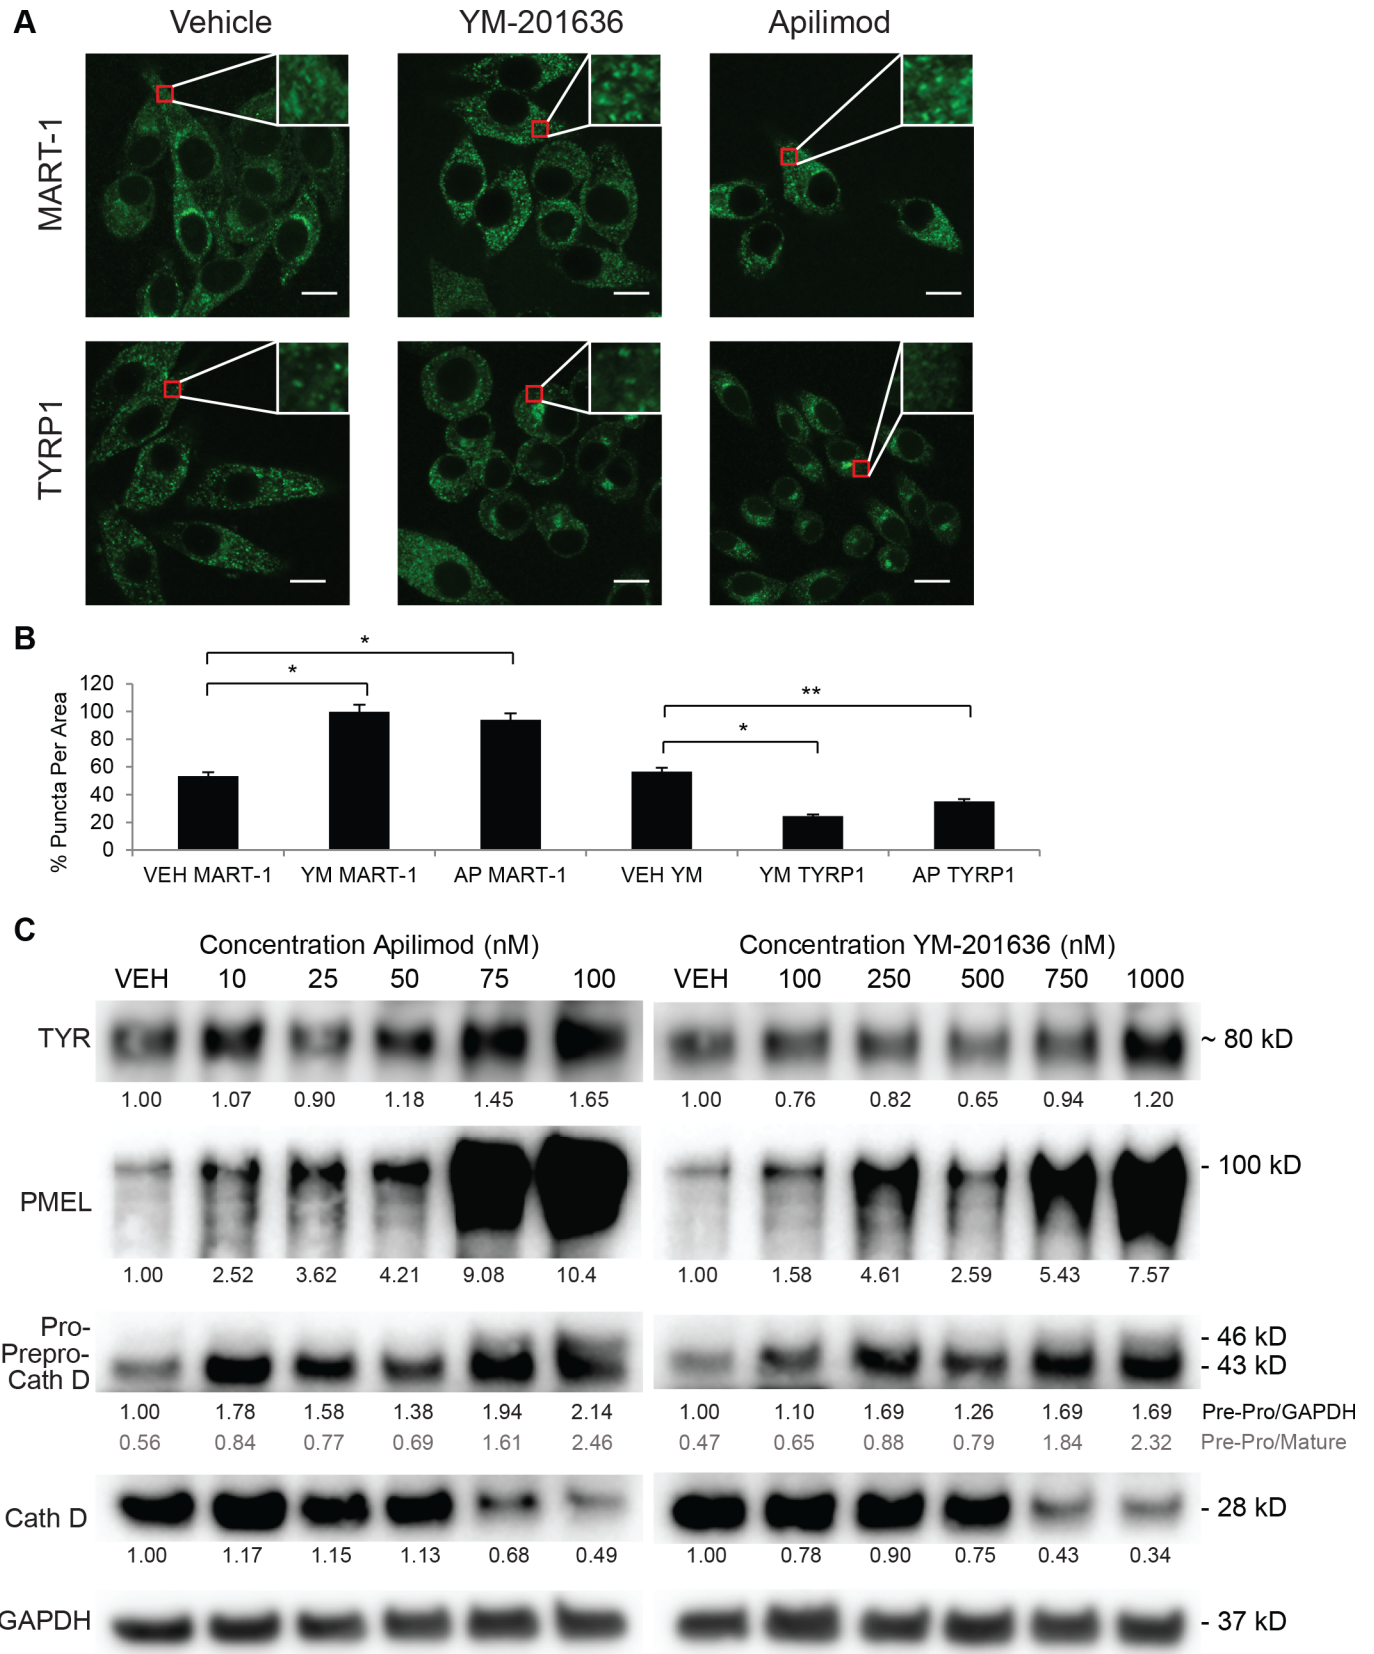 A
Vehicle YM-201636 Apilimod
MART-1
TYRP1
B
% Puncta Per Area
120
100
80
60
40
20
0
* * ** *
VEH MART-1 YM MART-1 AP MART-1 VEH YM YM TYRP1 AP TYRP1
C
Concentration Apilimod (nM) Concentration YM-201636 (nM)
VEH 10 25 50 75 100 VEH 100 250 500 750 1000
TYR ~ 80 kD
1.00 1.07 0.90 1.18 1.45 1.65 1.00 0.76 0.82 0.65 0.94 1.20
- 100 kD
PMEL
1.00 2.52 3.62 4.21 9.08 10.4 1.00 1.58 4.61 2.59 5.43 7.57
Pro- - 46 kD
Prepro- - 43 kD
Cath D
1.00 1.78 1.58 1.38 1.94 2.14 1.00 1.10 1.69 1.26 1.69 1.69 Pre-Pro/GAPDH
0.56 0.84 0.77 0.69 1.61 2.46 0.47 0.65 0.88 0.79 1.84 2.32 Pre-Pro/Mature
Cath D - 28 kD
1.00 1.17 1.15 1.13 0.68 0.49 1.00 0.78 0.90 0.75 0.43 0.34
GAPDH - 37 kD